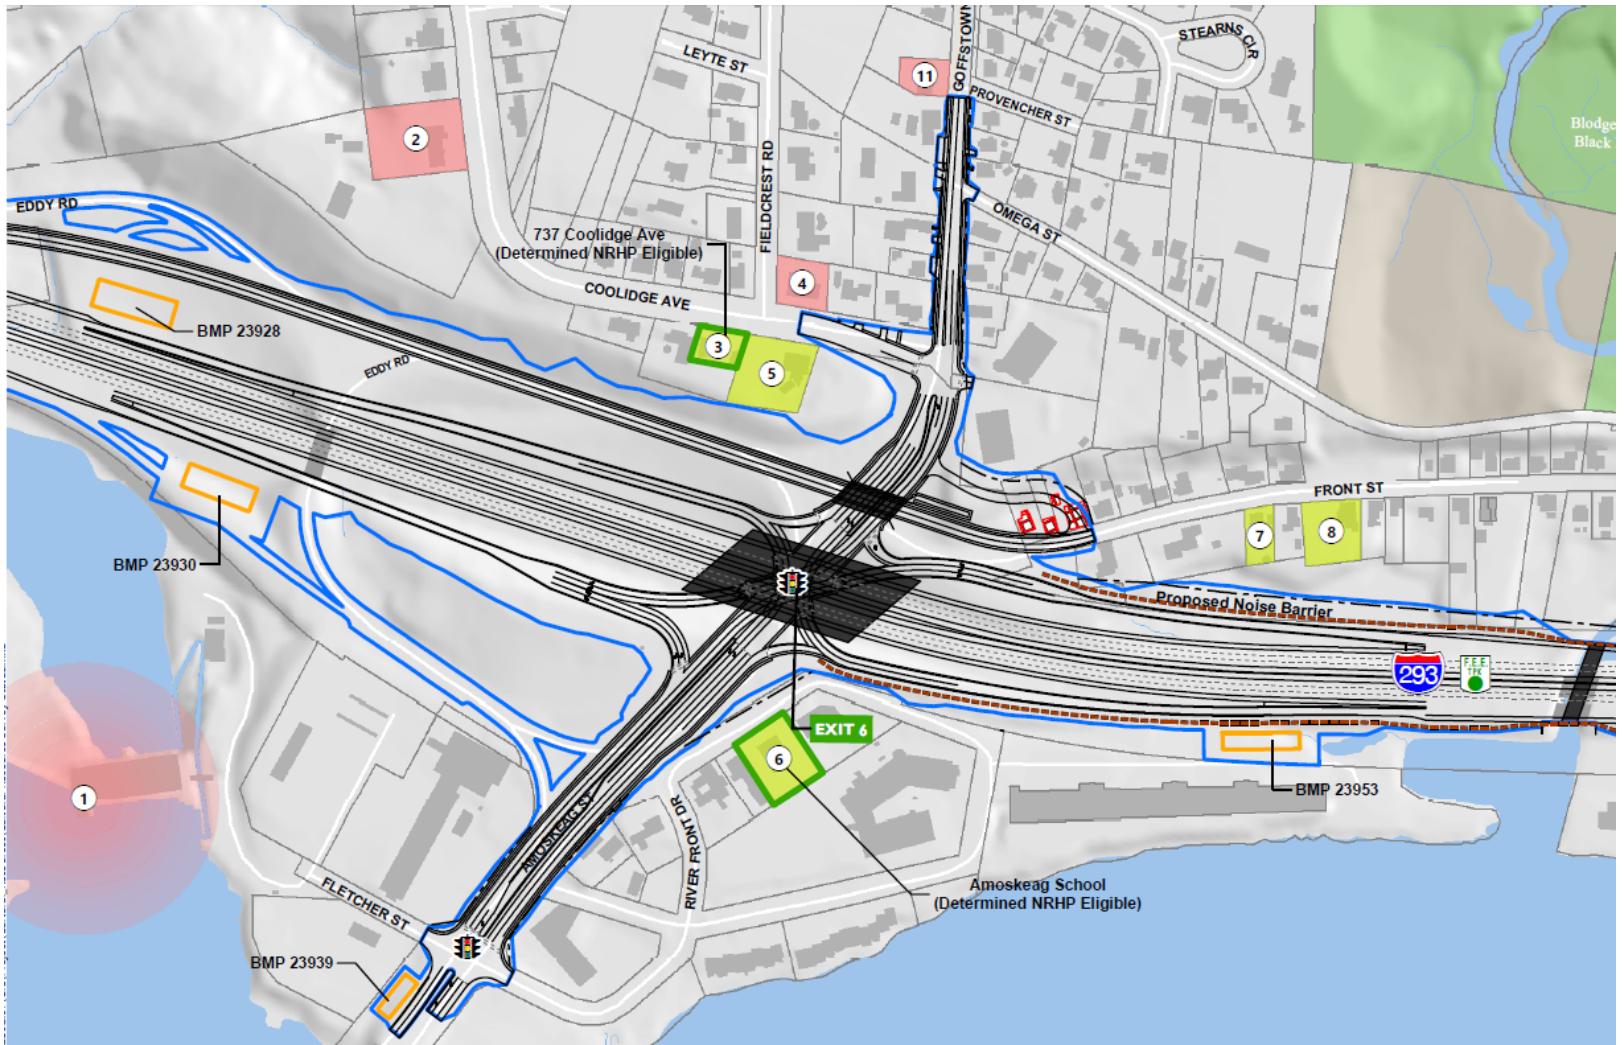 STEARNS CIR
GOFFSTOWN
LEYTE ST
11
PROVENCHER ST
Blodge
Black
2
FIELDCREST RD
EDDY RD
OMEGA ST
737 Coolidge Ave
(Determined NRHP Eligible)
4
COOLIDGE AVE
BMP 23928
3
EDDY RD
5
FRONT ST
7
8
BMP 23930
Proposed Noise Barrier
293
F.E.E.
TPK
EXIT 6
6
BMP 23953
1
AMOSKEAG ST
RIVER FRONT DR
FLETCHER ST
Amoskeag School
(Determined NRHP Eligible)
BMP 23939